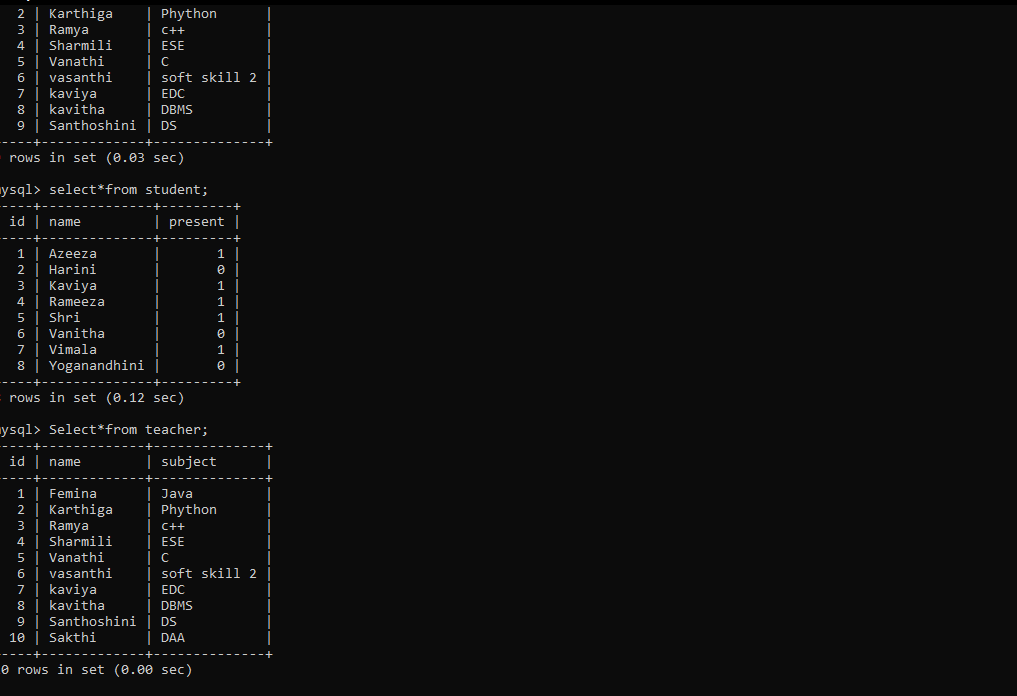 2 | Karthiga | Phython |
3 | Ramya | c++ |
4 | Sharmili | ESE |
5 | Vanathi | C |
6 | vasanthi | soft skill 2 |
7 | kaviya | EDC |
8 | kavitha | DBMS |
9 | Santhoshini | DS |
----+-------------+--------------+
rows in set (0.03 sec)
ysql> select*from student;
----+--------------+---------+
id | name | present |
----+--------------+---------+
1 | Azeeza | 1 |
2 | Harini | 0 |
3 | Kaviya | 1 |
4 | Rameeza | 1 |
5 | Shri | 1 |
6 | Vanitha | 0 |
7 | Vimala | 1 |
8 | Yoganandhini | 0 |
----+--------------+---------+
rows in set (0.12 sec)
ysql> Select*from teacher;
----+-------------+--------------+
id | name | subject |
----+-------------+--------------+
1 | Femina | Java |
2 | Karthiga | Phython |
3 | Ramya | c++ |
4 | Sharmili | ESE |
5 | Vanathi | C |
6 | vasanthi | soft skill 2 |
7 | kaviya | EDC |
8 | kavitha | DBMS |
9 | Santhoshini | DS |
10 | Sakthi | DAA |
----+-------------+--------------+
0 rows in set (0.00 sec)